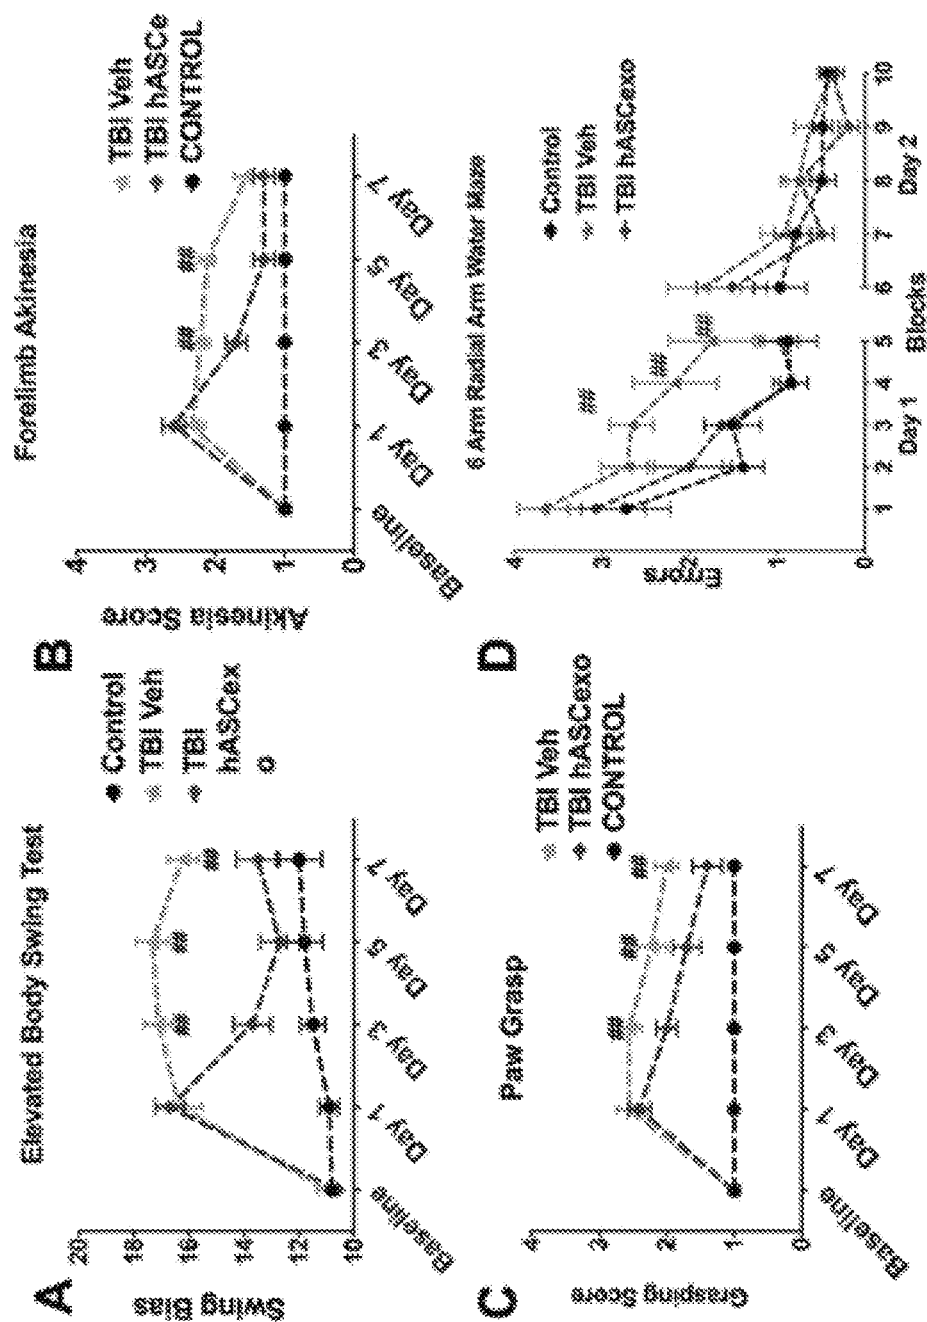 A
Elevated Body Swing Test
Swing Bias
20
18
16
14
12
10
Baseline
Day 1
Day 3
Day 5
Day 7
##
##
##
Control
TBI Veh
TBI
hASCex
o
B
Forelimb Akinesia
Akinesia Score
4
3
2
1
0
Baseline
Day 1
Day 3
Day 5
Day 7
##
##
TBI Veh
TBI hASCe
CONTROL
C
Paw Grasp
Grasping Score
4
3
2
1
0
Baseline
Day 1
Day 3
Day 5
Day 7
##
##
##
TBI Veh
TBI hASCexo
CONTROL
D
6 Arm Radial Arm Water Maze
Errors
4
3
2
1
0
1 2 3 4 5 6 7 8 9 10
Day 1 Blocks Day 2
##
##
##
Control
TBI Veh
TBI hASCexo